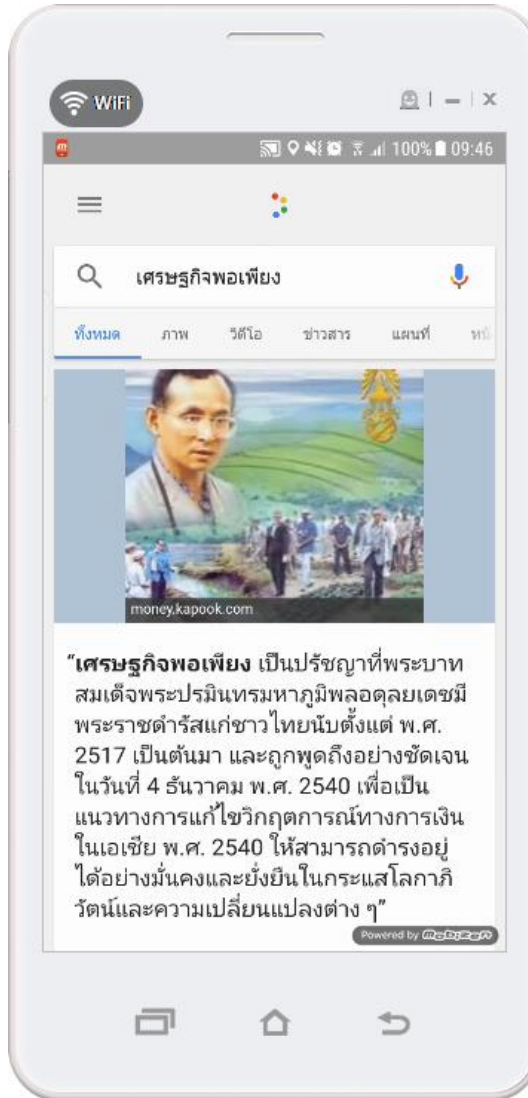 WiFi
100% 09:46
เศรษฐกิจพอเพียง
ทั้งหมด ภาพ วิดีโอ ข่าวสาร แผนที่
money.kapook.com
“เศรษฐกิจพอเพียง เป็นปรัชญาที่พระบาท
สมเด็จพระปรมินทรมหาภูมิพลอดุลยเดชมี
พระราชดำรัสแก่ชาวไทยนับตั้งแต่ พ.ศ.
2517 เป็นต้นมา และถูกพูดถึงอย่างชัดเจน
ในวันที่ 4 ธันวาคม พ.ศ. 2540 เพื่อเป็น
แนวทางการแก้ไขวิกฤตการณ์ทางการเงิน
ในเอเชีย พ.ศ. 2540 ให้สามารถดำรงอยู่
ได้อย่างมั่นคงและยั่งยืนในกระแสโลกาภิ
วัตน์และความเปลี่ยนแปลงต่าง ๆ”
Powered by Mobizen